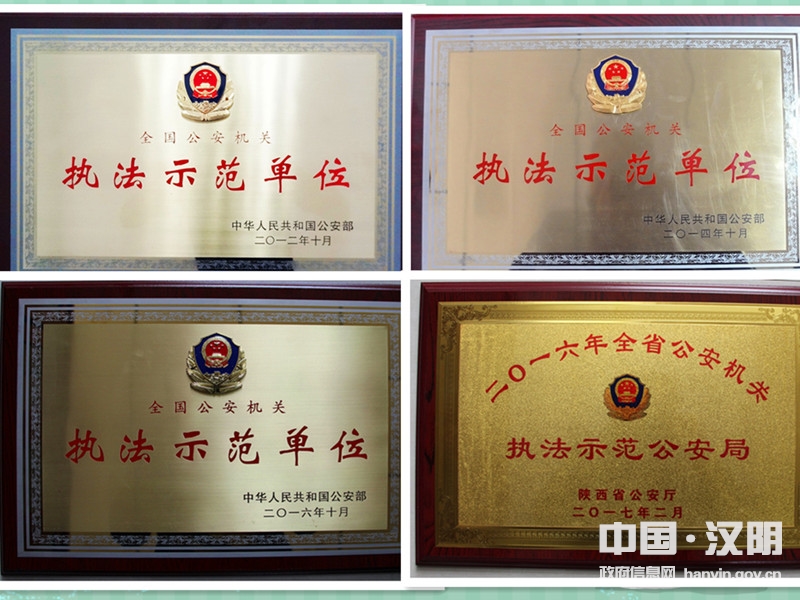 全国公安机关
执法示范单位
中华人民共和国公安部
二〇一二年十月
全国公安机关
执法示范单位
中华人民共和国公安部
二〇一四年十月
全国公安机关
执法示范单位
中华人民共和国公安部
二〇一六年十月
二〇一六年全省公安机关
执法示范公安局
陕西省公安厅
二〇一七年二月
中国·汉阴
政府信息网 hanyin.gov.cn